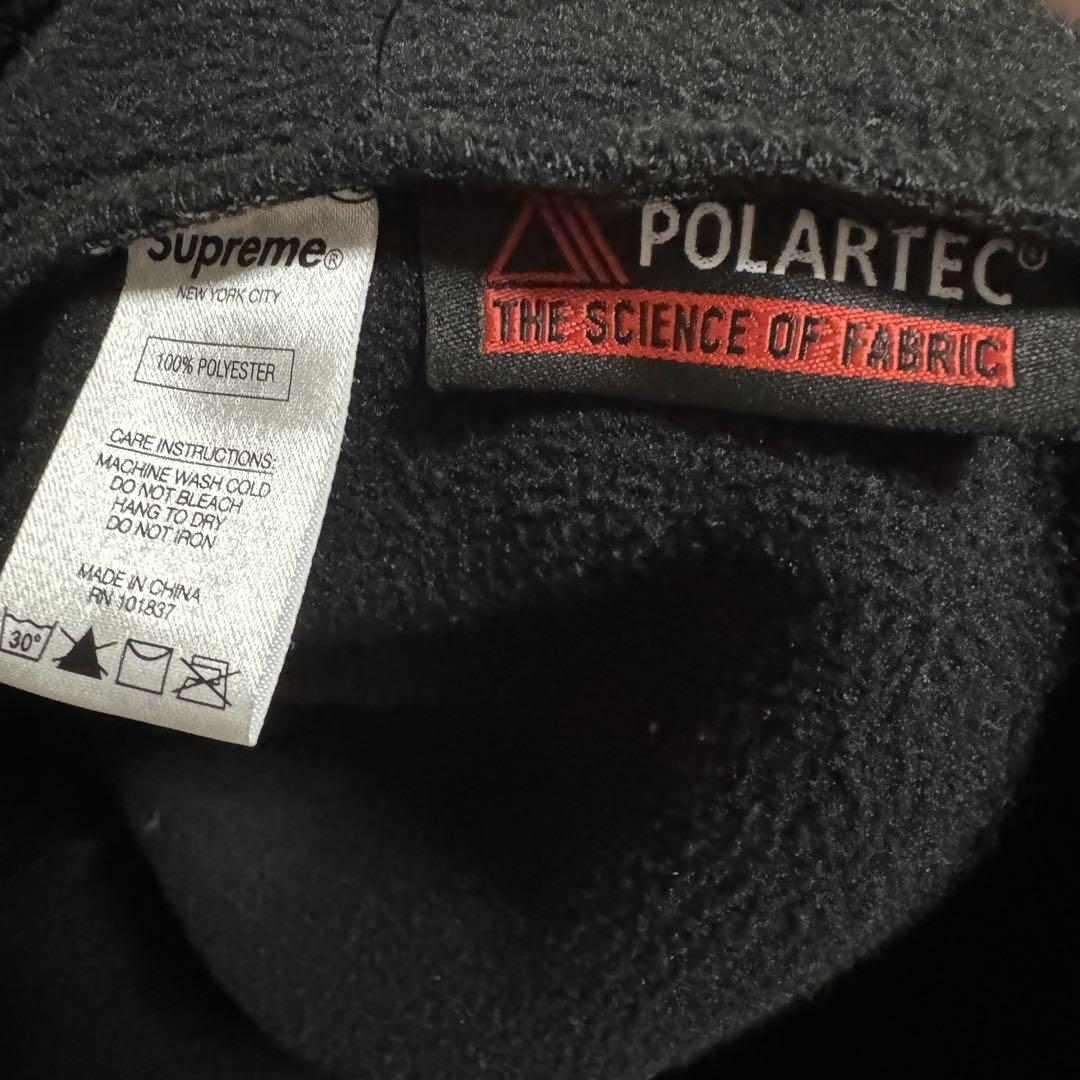 Supreme®
NEW YORK CITY
100% POLYESTER
CARE INSTRUCTIONS:
MACHINE WASH COLD
DO NOT BLEACH
HANG TO DRY
DO NOT IRON
MADE IN CHINA
RN 101837
30°
POLARTEC®
THE SCIENCE OF FABRIC